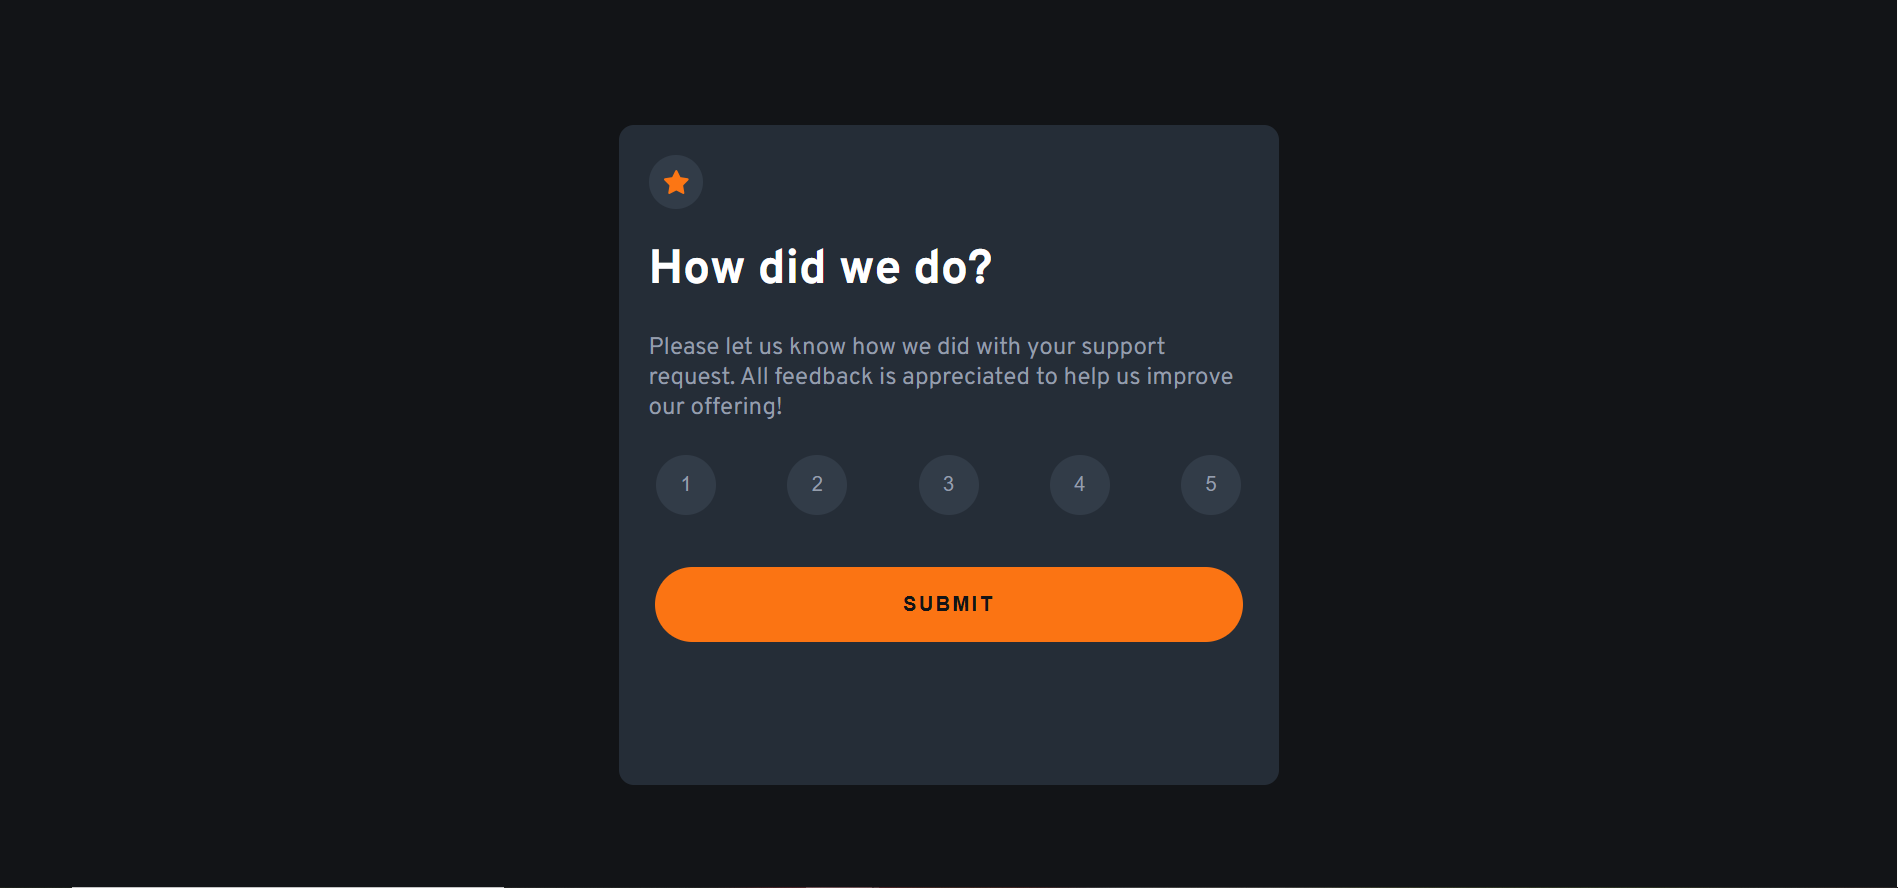 How did we do?
Please let us know how we did with your support
request. All feedback is appreciated to help us improve
our offering!
1 2 3 4 5
SUBMIT